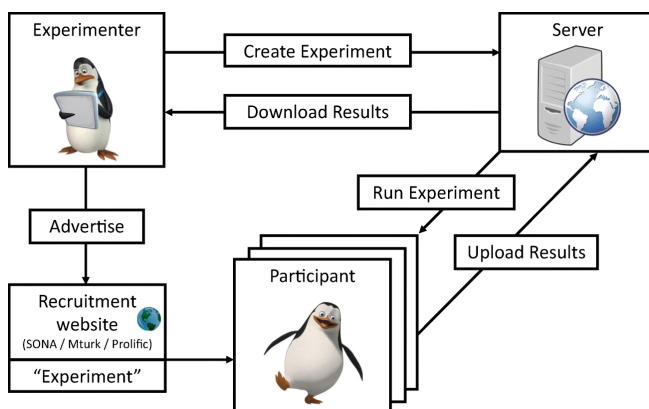 Experimenter
Create Experiment
Server
Download Results
Run Experiment
Advertise
Upload Results
Participant
Recruitment
website
(SONA / Mturk / Prolific)
“Experiment”